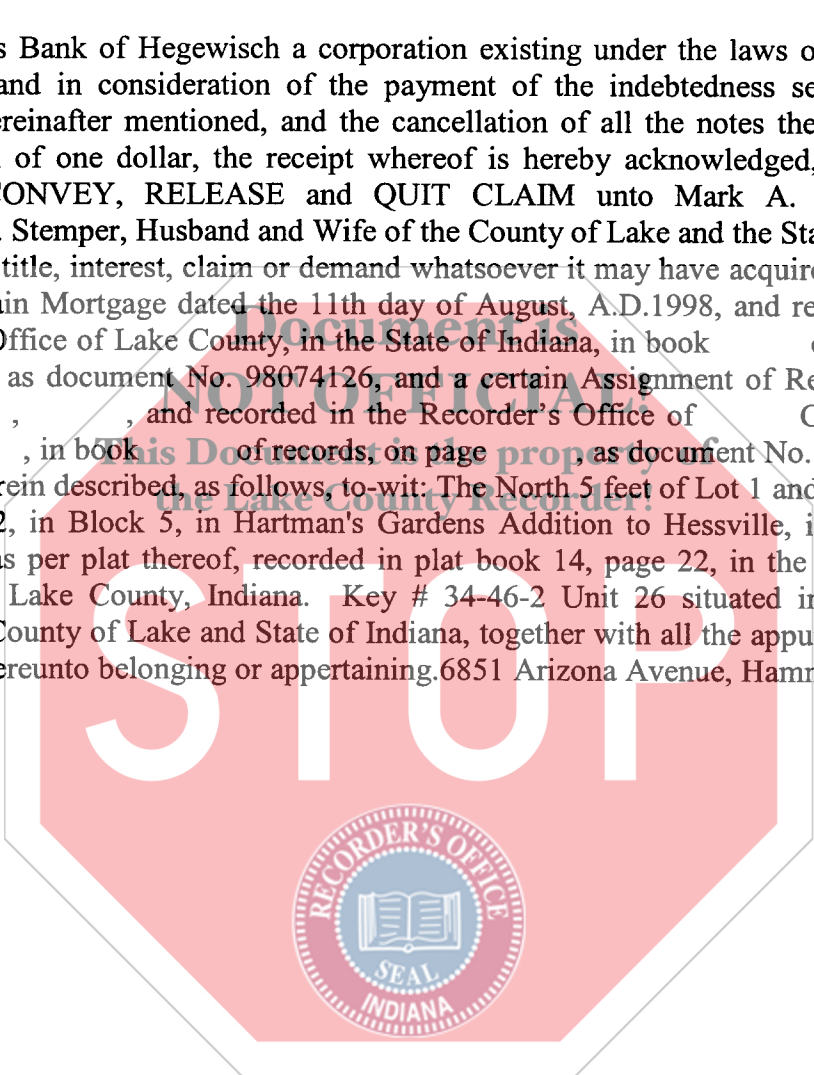 s Bank of Hegewisch a corporation existing under the laws o
and in consideration of the payment of the indebtedness se
ereinafter mentioned, and the cancellation of all the notes the
of one dollar, the receipt whereof is hereby acknowledged,
CONVEY, RELEASE and QUIT CLAIM unto Mark A.
. Stemper, Husband and Wife of the County of Lake and the Sta
title, interest, claim or demand whatsoever it may have acquire
in Mortgage dated the 11th day of August, A.D.1998, and re
Document is
Office of Lake County, in the State of Indiana, in book
as document No. 98074126, and a certain Assignment of Re
NOT OFFICIAL!
, , and recorded in the Recorder's Office of C
, in book of records, on page , as document No.
This Document is the property of
rein described, as follows, to-wit: The North 5 feet of Lot 1 and
the Lake County Recorder!
2, in Block 5, in Hartman's Gardens Addition to Hessville, i
as per plat thereof, recorded in plat book 14, page 22, in the
Lake County, Indiana. Key # 34-46-2 Unit 26 situated in
County of Lake and State of Indiana, together with all the appu
ereunto belonging or appertaining.6851 Arizona Avenue, Hamm
STOP
RECORDER'S OFFICE
SEAL
INDIANA